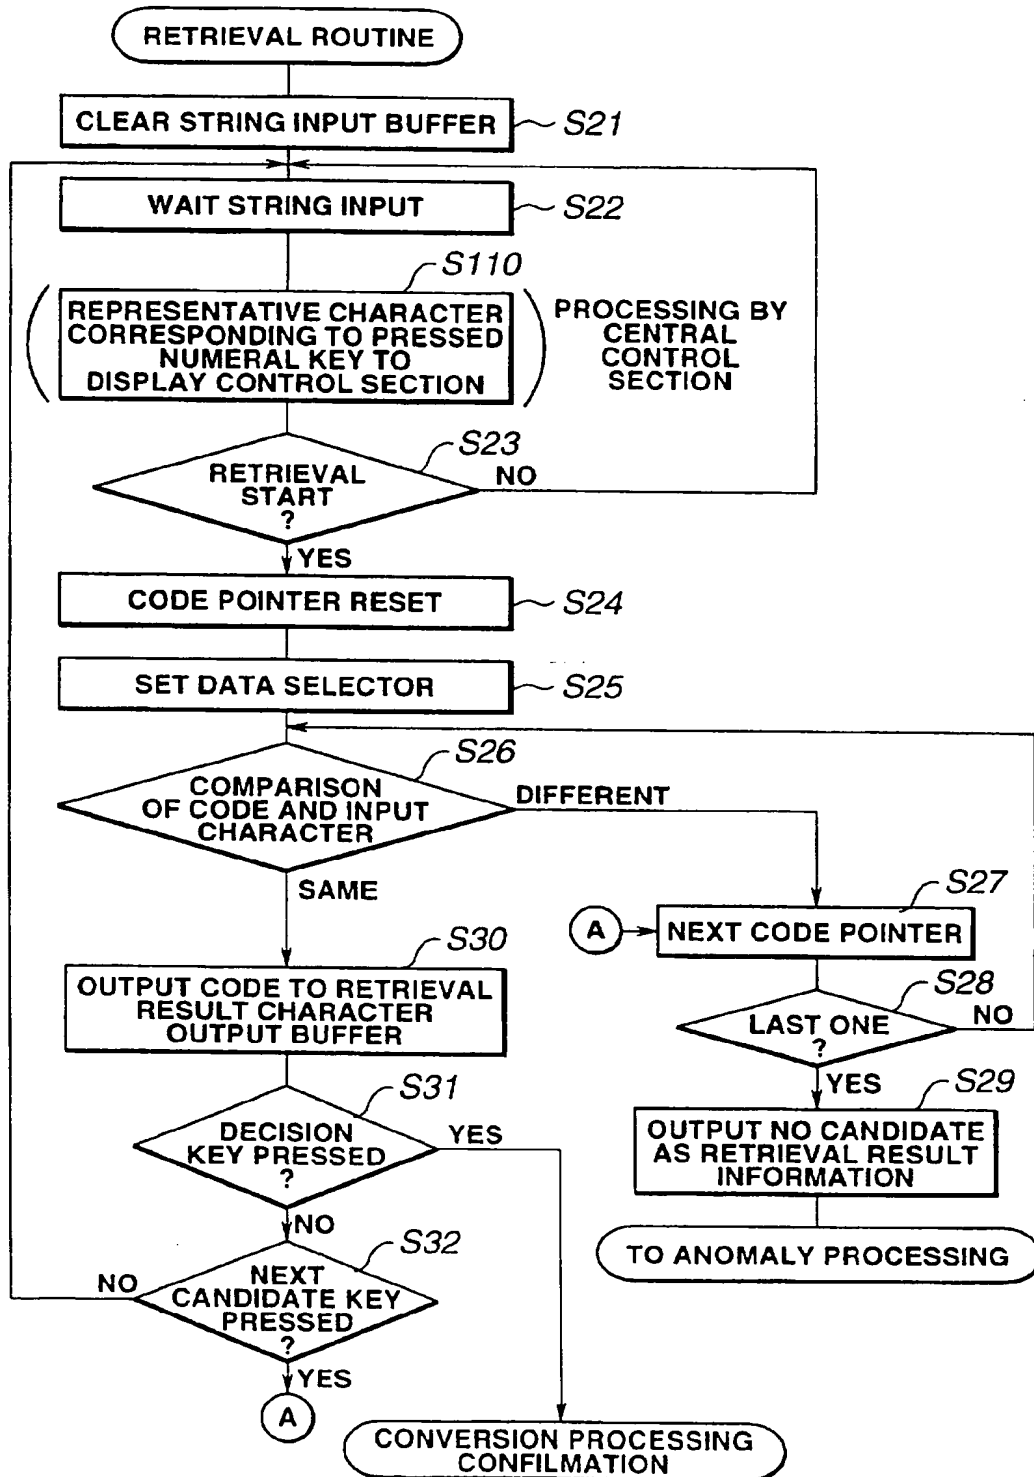 RETRIEVAL ROUTINE
CLEAR STRING INPUT BUFFER
S21
WAIT STRING INPUT
S22
S110
REPRESENTATIVE CHARACTER
CORRESPONDING TO PRESSED
NUMERAL KEY TO
DISPLAY CONTROL SECTION
PROCESSING BY
CENTRAL
CONTROL
SECTION
S23
RETRIEVAL
START
?
NO
YES
CODE POINTER RESET
S24
SET DATA SELECTOR
S25
S26
COMPARISON
OF CODE AND INPUT
CHARACTER
DIFFERENT
SAME
S27
A
NEXT CODE POINTER
S28
LAST ONE
?
NO
YES
S29
OUTPUT NO CANDIDATE
AS RETRIEVAL RESULT
INFORMATION
TO ANOMALY PROCESSING
S30
OUTPUT CODE TO RETRIEVAL
RESULT CHARACTER
OUTPUT BUFFER
S31
DECISION
KEY PRESSED
?
YES
NO
S32
NEXT
CANDIDATE KEY
PRESSED
?
NO
YES
A
CONVERSION PROCESSING
CONFILMATION